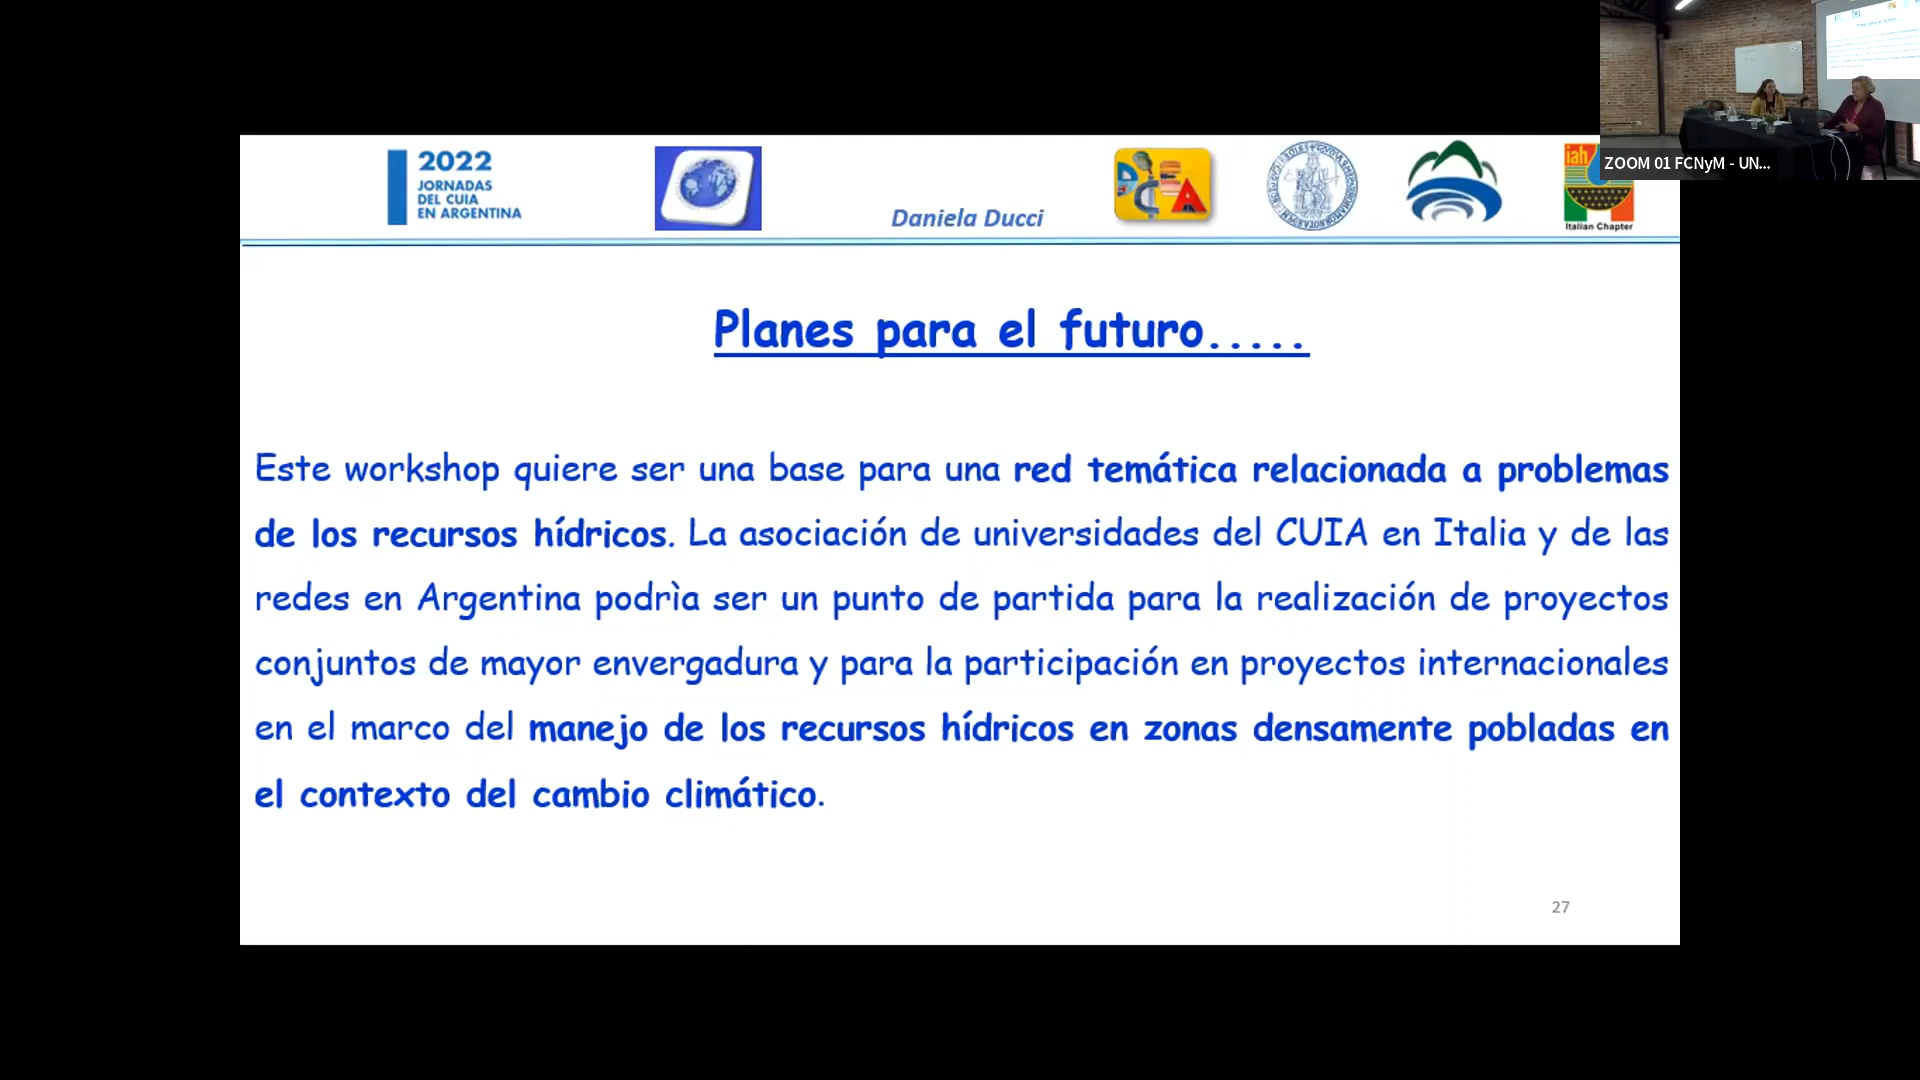 2022
JORNADAS
DEL CUIA
EN ARGENTINA
Daniela Ducci
iah
Italian Chapter
ZOOM 01 FCNyM - UN...
Planes para el futuro.....
Este workshop quiere ser una base para una red temática relacionada a problemas
de los recursos hídricos. La asociación de universidades del CUIA en Italia y de las
redes en Argentina podrìa ser un punto de partida para la realización de proyectos
conjuntos de mayor envergadura y para la participación en proyectos internacionales
en el marco del manejo de los recursos hídricos en zonas densamente pobladas en
el contexto del cambio climático.
27